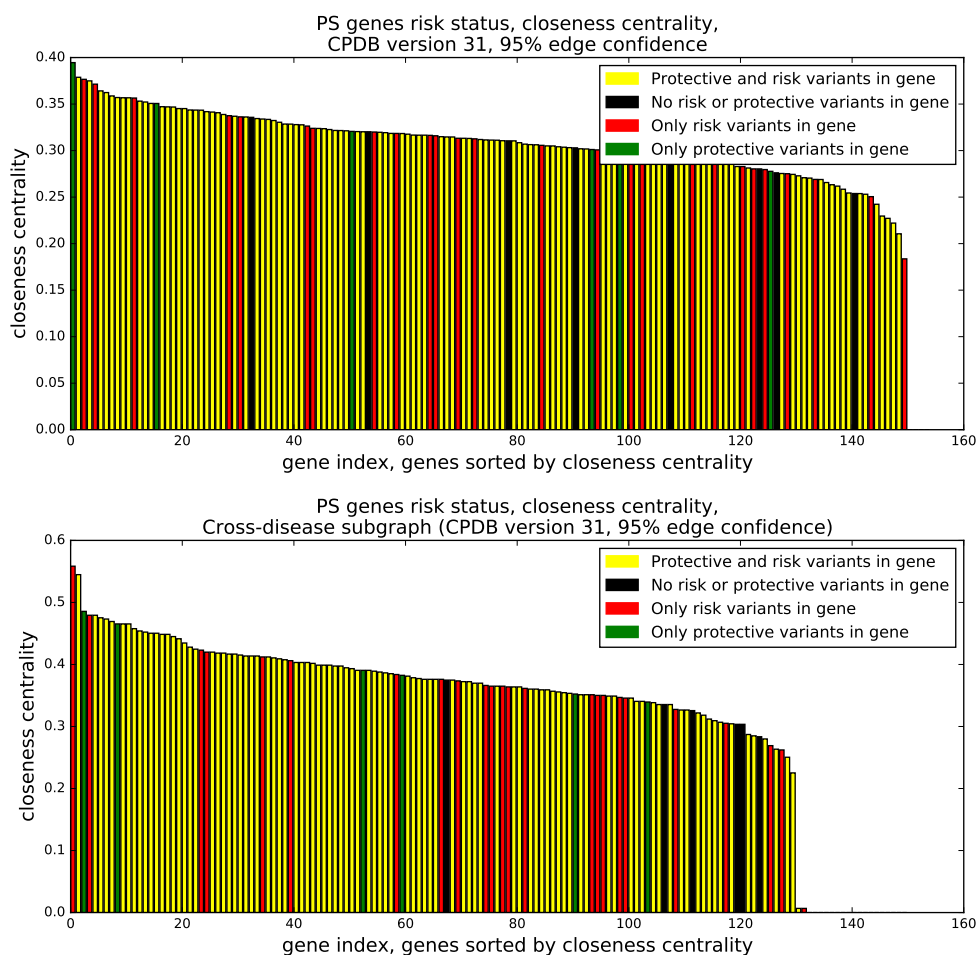 PS genes risk status, closeness centrality,
CPDB version 31, 95% edge confidence
0.40
0.35
0.30
0.25
0.20
0.15
0.10
0.05
0.00
closeness centrality
Protective and risk variants in gene
No risk or protective variants in gene
Only risk variants in gene
Only protective variants in gene
0 20 40 60 80 100 120 140 160
gene index, genes sorted by closeness centrality
PS genes risk status, closeness centrality,
Cross-disease subgraph (CPDB version 31, 95% edge confidence)
0.6
0.5
0.4
0.3
0.2
0.1
0.0
closeness centrality
Protective and risk variants in gene
No risk or protective variants in gene
Only risk variants in gene
Only protective variants in gene
0 20 40 60 80 100 120 140 160
gene index, genes sorted by closeness centrality